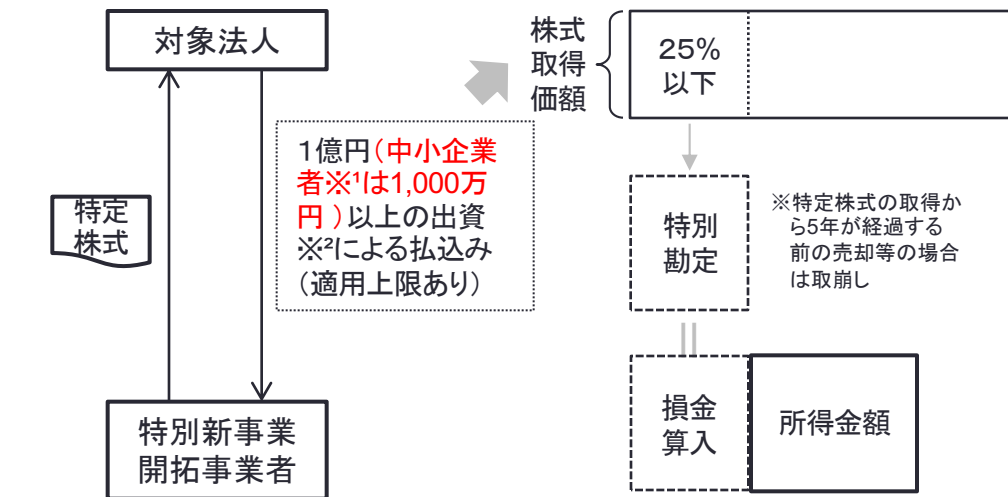 対象法人
特定
株式
1億円（中小企業
者※¹は1,000万
円）以上の出資
※²による払込み
（適用上限あり）
特別新事業
開拓事業者
株式
取得
価額
25%
以下
特別
勘定
※特定株式の取得か
ら5年が経過する
前の売却等の場合
は取崩し
損金
算入
所得金額